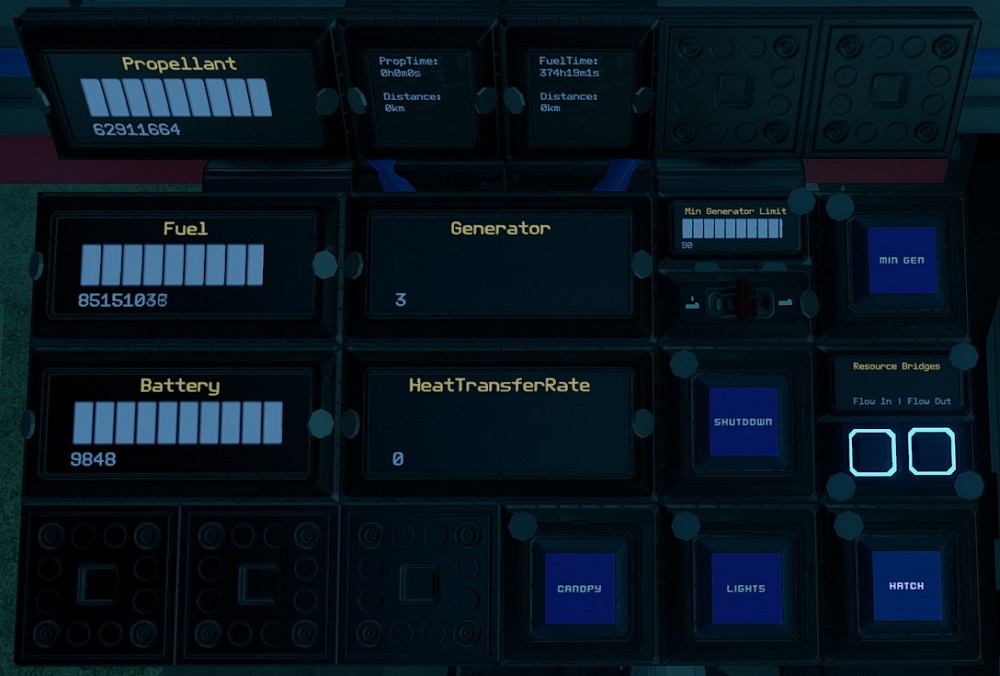 Propellant
62911664
PropTime:
0h0m0s
Distance:
0km
FuelTime:
374h19m1s
Distance:
0km
Fuel
85151038
Generator
3
Min Generator Limit
90
MIN GEN
Battery
9848
HeatTransferRate
0
SHUTDOWN
Resource Bridges
Flow In | Flow Out
CANOPY
LIGHTS
HATCH